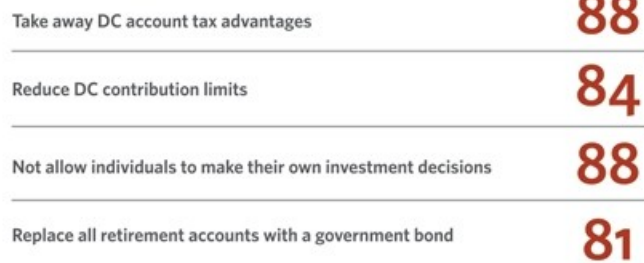 Take away DC account tax advantages 88
Reduce DC contribution limits 84
Not allow individuals to make their own investment decisions 88
Replace all retirement accounts with a government bond 81